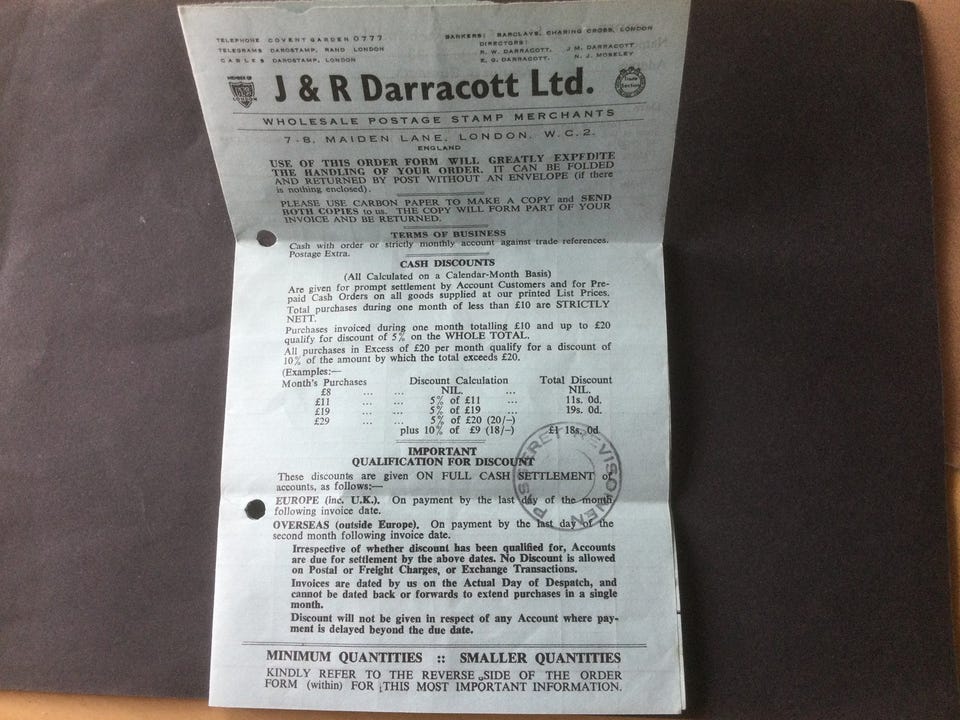 TELEPHONE COVENT GARDEN 0777
TELEGRAMS DAROSTAMP, RAND LONDON
CABLES DAROSTAMP, LONDON
BANKERS: BARCLAYS, CHARING CROSS, LONDON
DIRECTORS:
R. W. DARRACOTT, J M. DARRACOTT
E. G. DARRACOTT, N. J. MOSELEY
MEMBER OF
LONDON
J & R Darracott Ltd.
Trade
Section
WHOLESALE POSTAGE STAMP MERCHANTS
7-8, MAIDEN LANE, LONDON, W.C.2.
ENGLAND
USE OF THIS ORDER FORM WILL GREATLY EXPEDITE
THE HANDLING OF YOUR ORDER. IT CAN BE FOLDED
AND RETURNED BY POST WITHOUT AN ENVELOPE (if there
is nothing enclosed).
PLEASE USE CARBON PAPER TO MAKE A COPY and SEND
BOTH COPIES to us. THE COPY WILL FORM PART OF YOUR
INVOICE AND BE RETURNED.
TERMS OF BUSINESS
Cash with order or strictly monthly account against trade references.
Postage Extra.
CASH DISCOUNTS
(All Calculated on a Calendar-Month Basis)
Are given for prompt settlement by Account Customers and for Pre-
paid Cash Orders on all goods supplied at our printed List Prices.
Total purchases during one month of less than £10 are STRICTLY
NETT.
Purchases invoiced during one month totalling £10 and up to £20
qualify for discount of 5% on the WHOLE TOTAL.
All purchases in Excess of £20 per month qualify for a discount of
10% of the amount by which the total exceeds £20.
(Examples:—
Month's Purchases Discount Calculation Total Discount
£8 ... ... NIL. ... NIL.
£11 ... ... 5% of £11 ... 11s. 0d.
£19 ... ... 5% of £19 ... 19s. 0d.
£29 ... ... 5% of £20 (20/-)
plus 10% of £9 (18/-) £1 18s. 0d.
IMPORTANT
QUALIFICATION FOR DISCOUNT
These discounts are given ON FULL CASH SETTLEMENT of
accounts, as follows:—
EUROPE (inc. U.K.). On payment by the last day of the month
following invoice date.
OVERSEAS (outside Europe). On payment by the last day of the
second month following invoice date.
Irrespective of whether discount has been qualified for, Accounts
are due for settlement by the above dates. No Discount is allowed
on Postal or Freight Charges, or Exchange Transactions.
Invoices are dated by us on the Actual Day of Despatch, and
cannot be dated back or forwards to extend purchases in a single
month.
Discount will not be given in respect of any Account where pay-
ment is delayed beyond the due date.
MINIMUM QUANTITIES :: SMALLER QUANTITIES
KINDLY REFER TO THE REVERSE SIDE OF THE ORDER
FORM (within) FOR THIS MOST IMPORTANT INFORMATION.